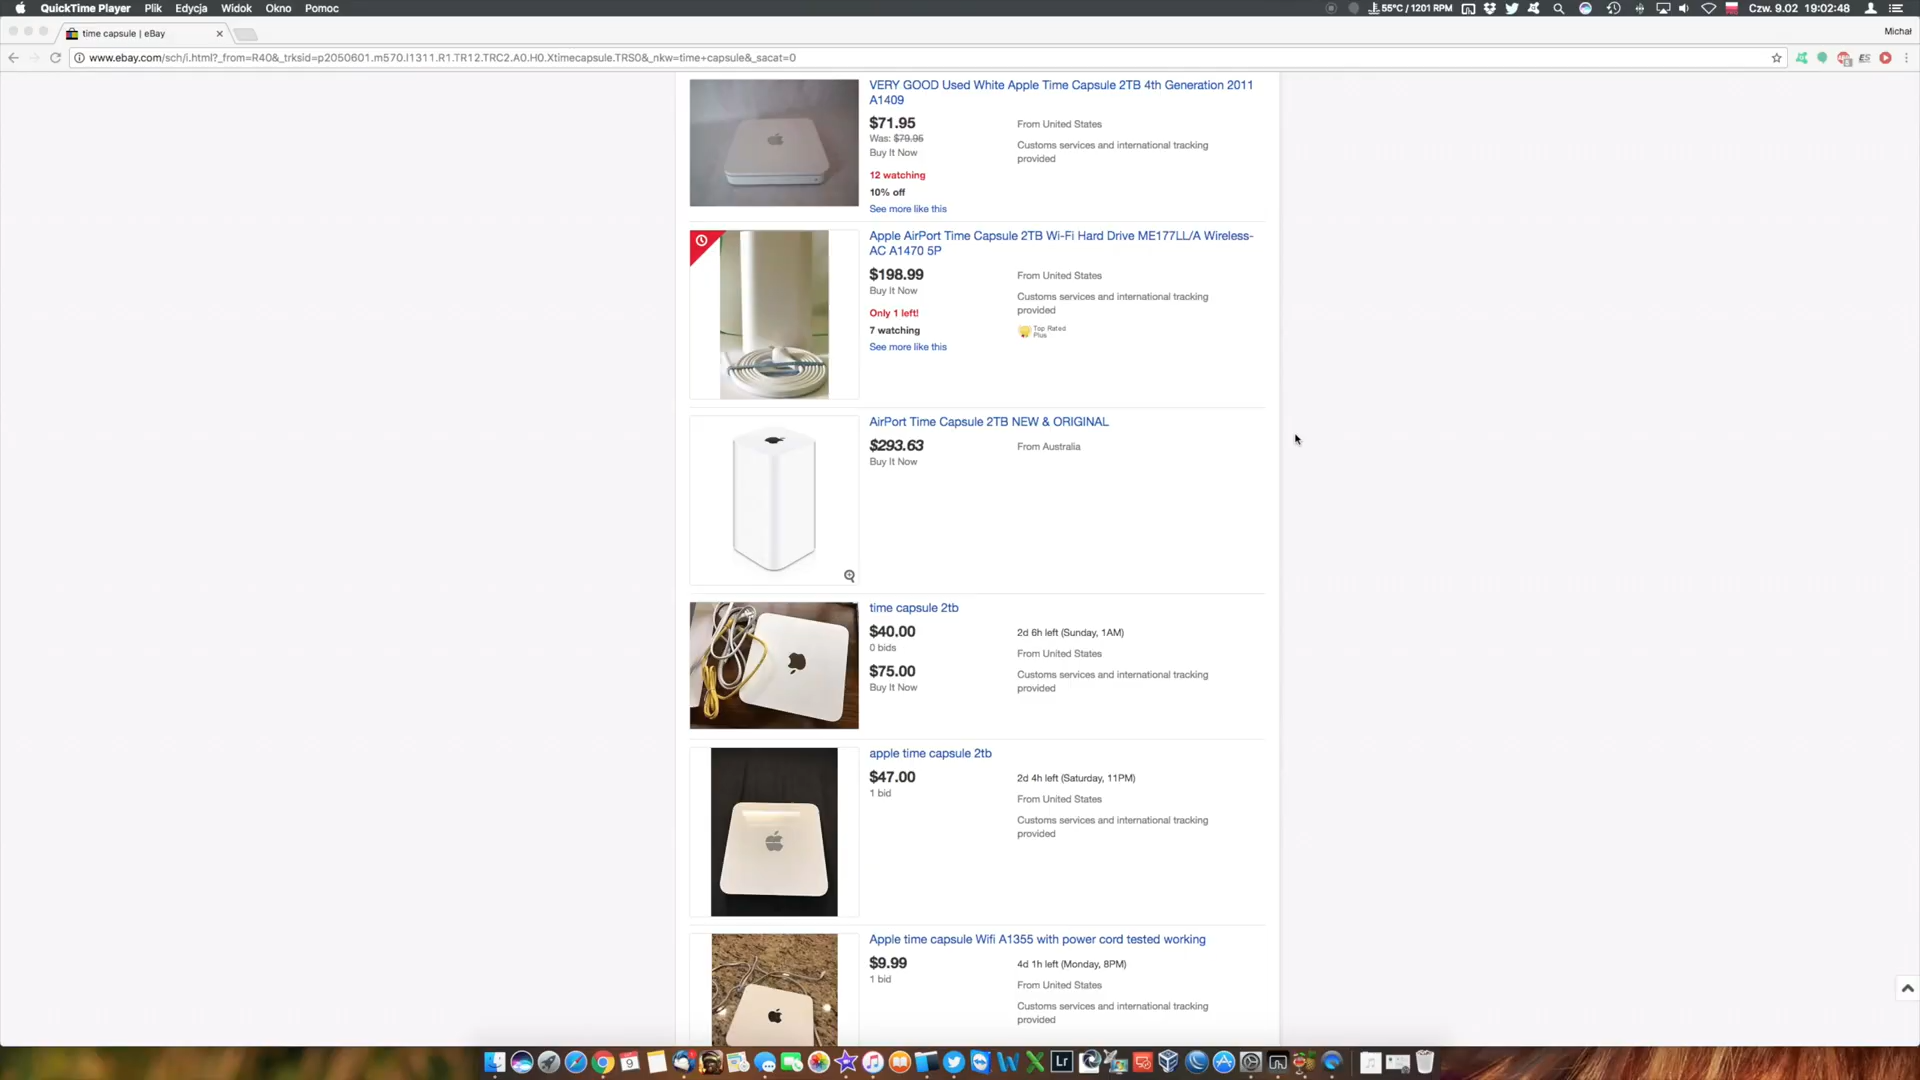 QuickTime Player Plik Edycja Widok Okno Pomoc 55°C / 1201 RPM Czw. 9.02 19:02:48
time capsule | eBay Michał
www.ebay.com/sch/i.html?_from=R40&_trksid=p2050601.m570.l1311.R1.TR12.TRC2.A0.H0.Xtimecapsule.TRS0&_nkw=time+capsule&_sacat=0
VERY GOOD Used White Apple Time Capsule 2TB 4th Generation 2011
A1409
$71.95 From United States
Was: $79.95
Buy It Now Customs services and international tracking
provided
12 watching
10% off
See more like this
Apple AirPort Time Capsule 2TB Wi-Fi Hard Drive ME177LL/A Wireless-
AC A1470 5P
$198.99 From United States
Buy It Now Customs services and international tracking
provided
Only 1 left!
7 watching Top Rated
Plus
See more like this
AirPort Time Capsule 2TB NEW & ORIGINAL
$293.63 From Australia
Buy It Now
time capsule 2tb
$40.00 2d 6h left (Sunday, 1AM)
0 bids From United States
$75.00 Customs services and international tracking
Buy It Now provided
apple time capsule 2tb
$47.00 2d 4h left (Saturday, 11PM)
1 bid From United States
Customs services and international tracking
provided
Apple time capsule Wifi A1355 with power cord tested working
$9.99 4d 1h left (Monday, 8PM)
1 bid From United States
Customs services and international tracking
provided
9
Lr